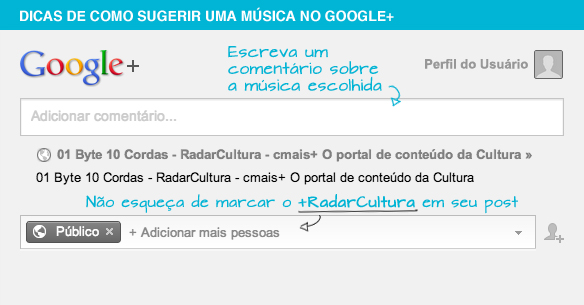 DICAS DE COMO SUGERIR UMA MÚSICA NO GOOGLE+
Google+
Escreva um
comentário sobre
a música escolhida
Perfil do Usuário
Adicionar comentário...
01 Byte 10 Cordas - RadarCultura - cmais+ O portal de conteúdo da Cultura »
01 Byte 10 Cordas - RadarCultura - cmais+ O portal de conteúdo da Cultura
Não esqueça de marcar o +RadarCultura em seu post
Público × + Adicionar mais pessoas